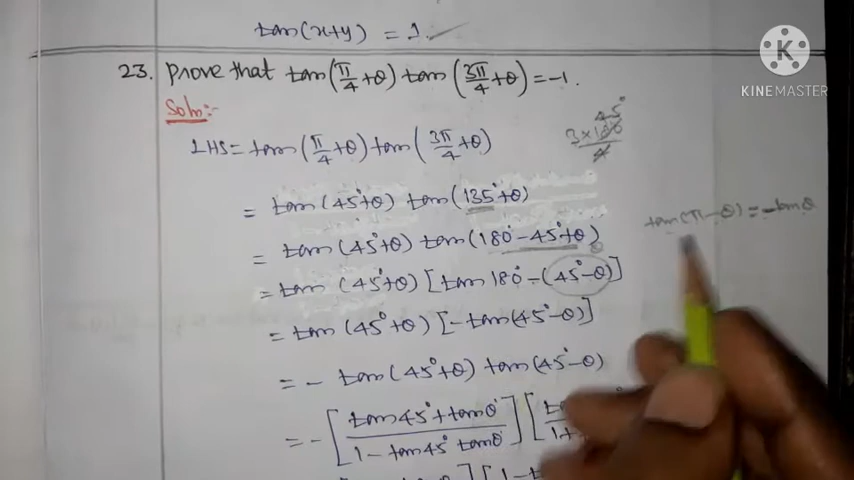 tan(x+y) = 1.
23. Prove that tan(π/4+θ) tan(3π/4+θ)=-1.
Soln:-
LHS = tan(π/4+θ) tan(3π/4+θ)
= tan(45°+θ) tan(135°+θ)
= tan(45°+θ) tan(180°-45°+θ)
= tan(45°+θ)[tan 180°-(45°-θ)]
= tan(45°+θ)[-tan(45°-θ)]
= - tan(45°+θ) tan(45°-θ)
= -[tan45°+tanθ/1-tan45° tanθ][
45°
3×180/4
tan(π-θ)=-tanθ
K
KINEMASTER